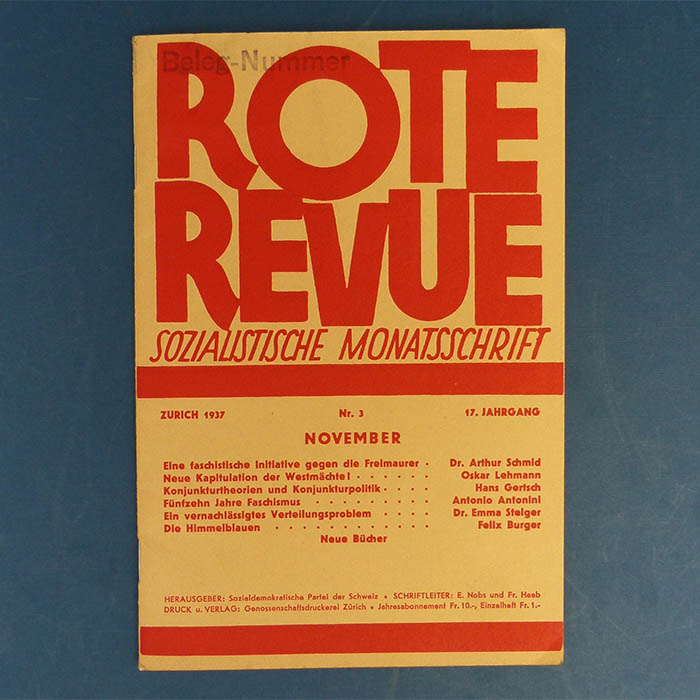 Beleg-Nummer
ROTE
REVUE
SOZIALISTISCHE MONATSSCHRIFT
ZURICH 1937 Nr. 3 17. JAHRGANG
NOVEMBER
Eine faschistische Initiative gegen die Freimaurer . Dr. Arthur Schmid
Neue Kapitulation der Westmächte! . . . . . . Oskar Lehmann
Konjunkturtheorien und Konjunkturpolitik . . . . Hans Gertsch
Fünfzehn Jahre Faschismus . . . . . . . . . Antonio Antonini
Ein vernachlässigtes Verteilungsproblem . . . . Dr. Emma Steiger
Die Himmelblauen . . . . . . . . . . . . Felix Burger
Neue Bücher
HERAUSGEBER: Sozialdemokratische Partei der Schweiz + SCHRIFTLEITER: E. Nobs und Fr. Heeb
DRUCK u. VERLAG: Genossenschaftsdruckerei Zürich + Jahresabonnement Fr. 10.-, Einzelheft Fr. 1.-